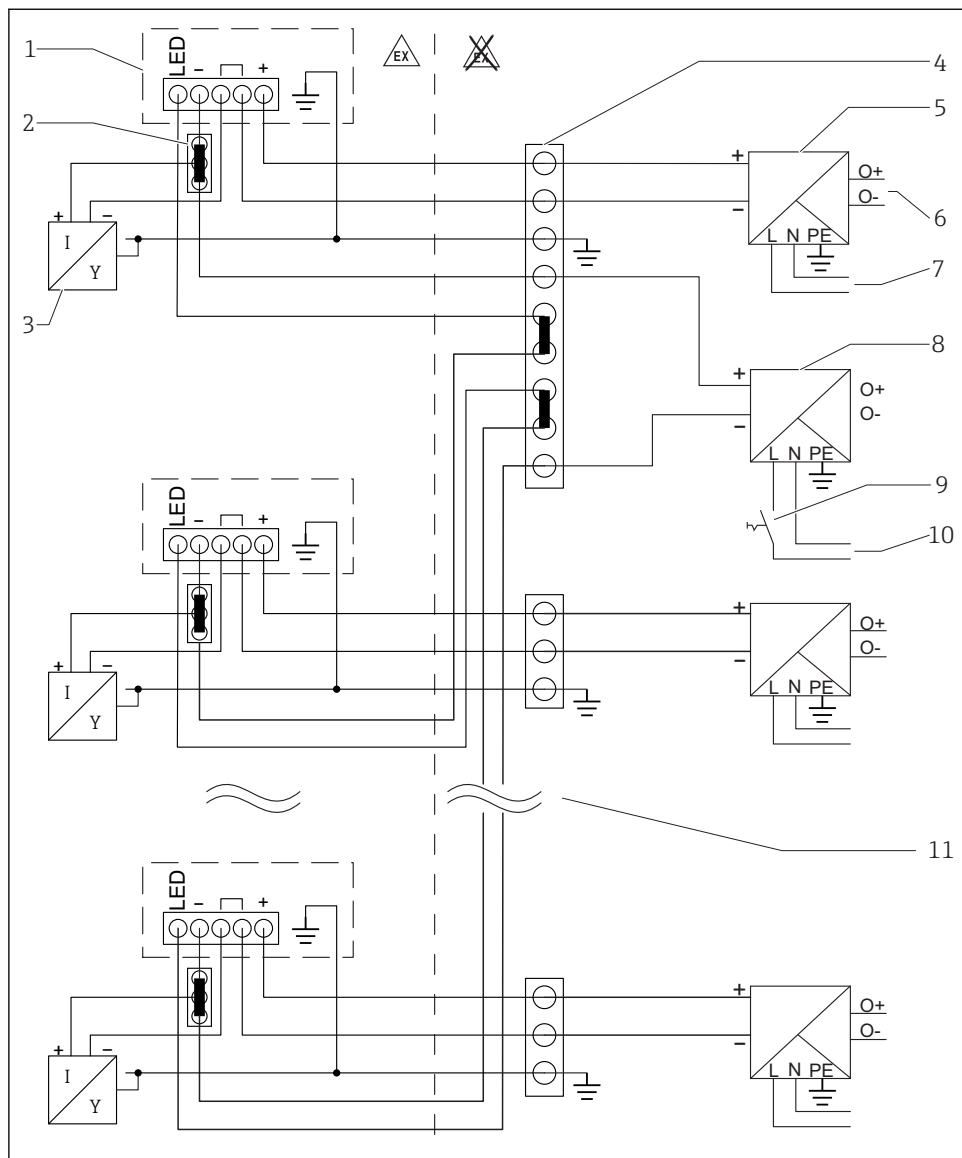 1
LED
-
+
EX
EX
4
2
5
+
-
O+
O-
6
L N PE
7
+ -
I
Y
3
8
+
-
O+
O-
L N PE
9
10
LED
-
+
+
-
O+
O-
L N PE
+ -
I
Y
11
LED
-
+
+
-
O+
O-
L N PE
+ -
I
Y